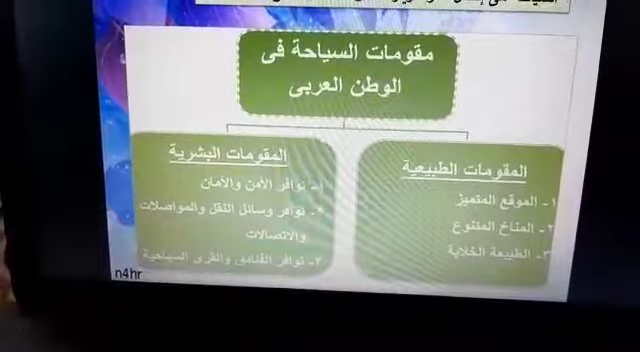 مقومات السياحة فى
الوطن العربى
المقومات الطبيعية
١- الموقع المتميز
٢- المناخ المتنوع
٣- الطبيعة الخلابة
المقومات البشرية
١- توافر الأمن والأمان
٢- توافر وسائل النقل والمواصلات
والاتصالات
٣- توافر الفنادق والقرى السياحية
n4hr